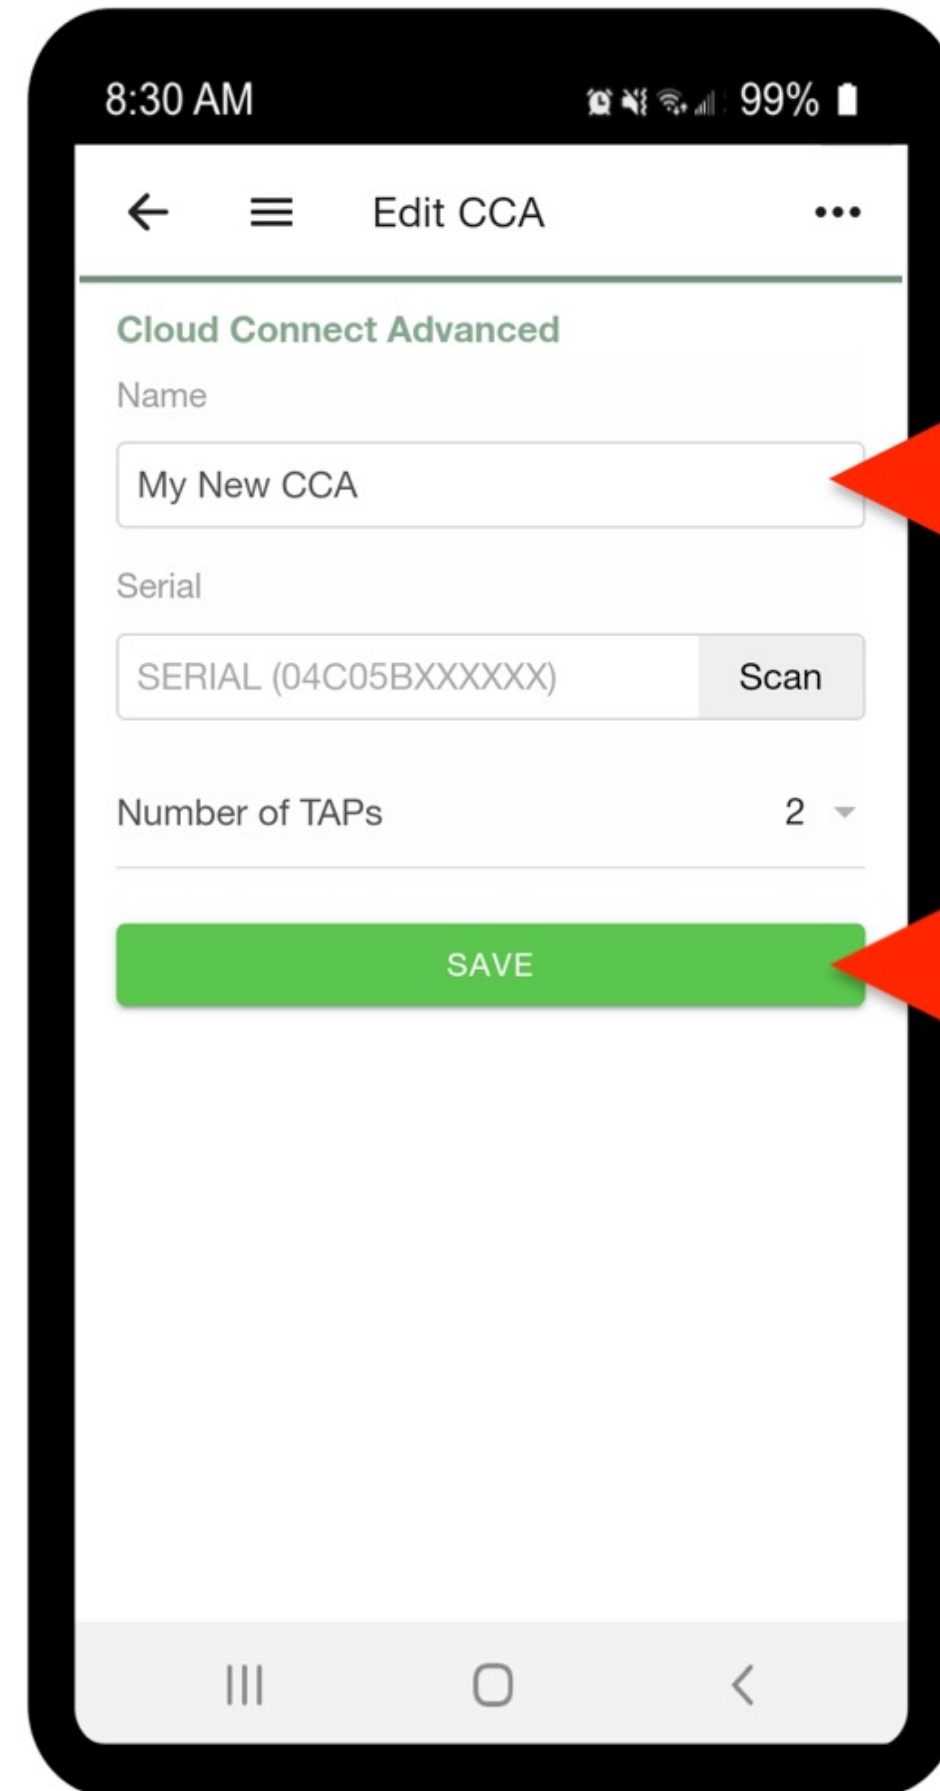 8:30 AM 99%
Edit CCA
Cloud Connect Advanced
Name
My New CCA
Serial
SERIAL (04C05BXXXXXX) Scan
Number of TAPs 2
SAVE